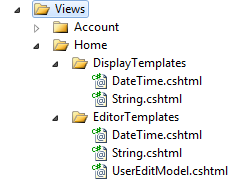 Views
Account
Home
DisplayTemplates
DateTime.cshtml
String.cshtml
EditorTemplates
DateTime.cshtml
String.cshtml
UserEditModel.cshtml